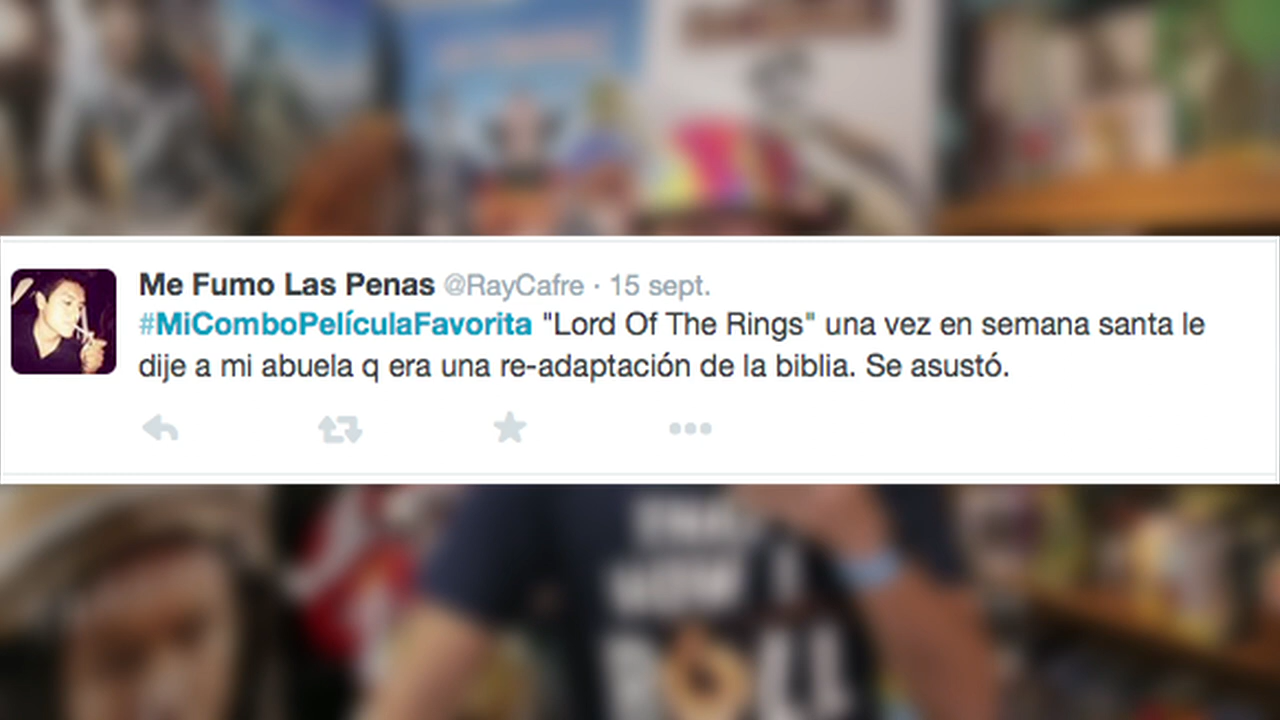 Me Fumo Las Penas @RayCafre · 15 sept.
#MiComboPelículaFavorita "Lord Of The Rings" una vez en semana santa le
dije a mi abuela q era una re-adaptación de la biblia. Se asustó.